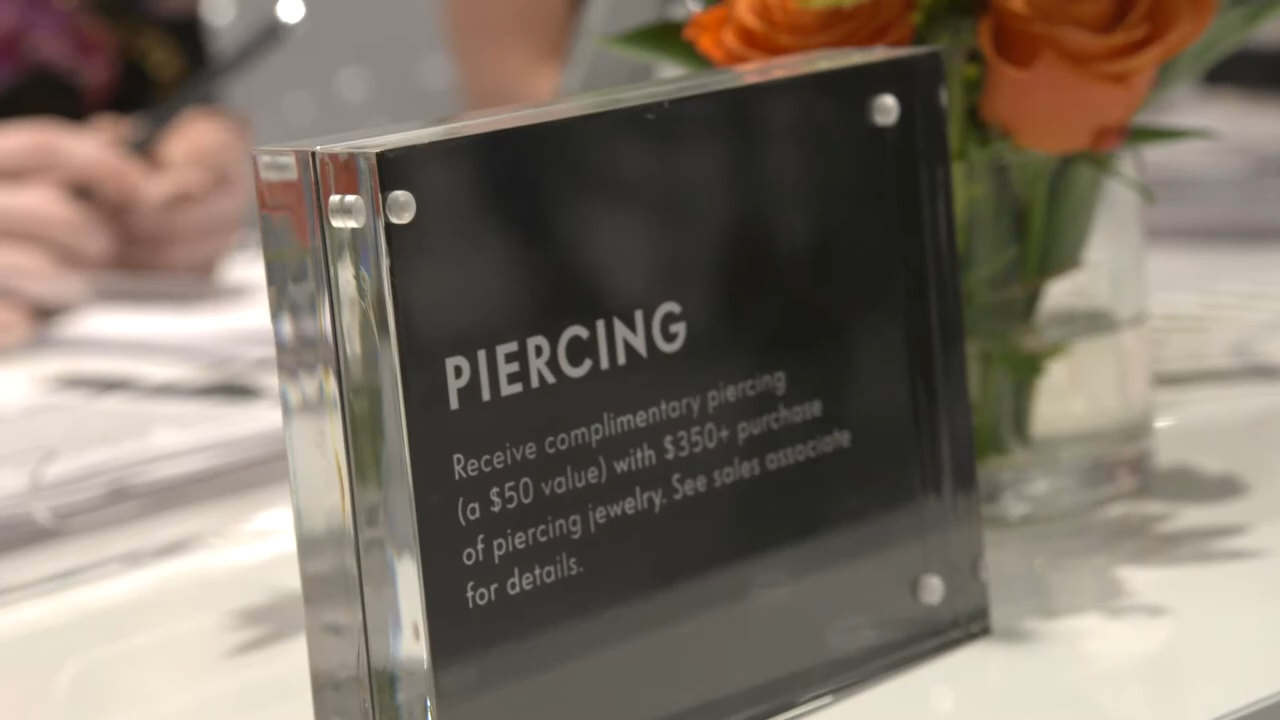 PIERCING
Receive complimentary piercing
(a $50 value) with $350+ purchase
of piercing jewelry. See sales associate
for details.